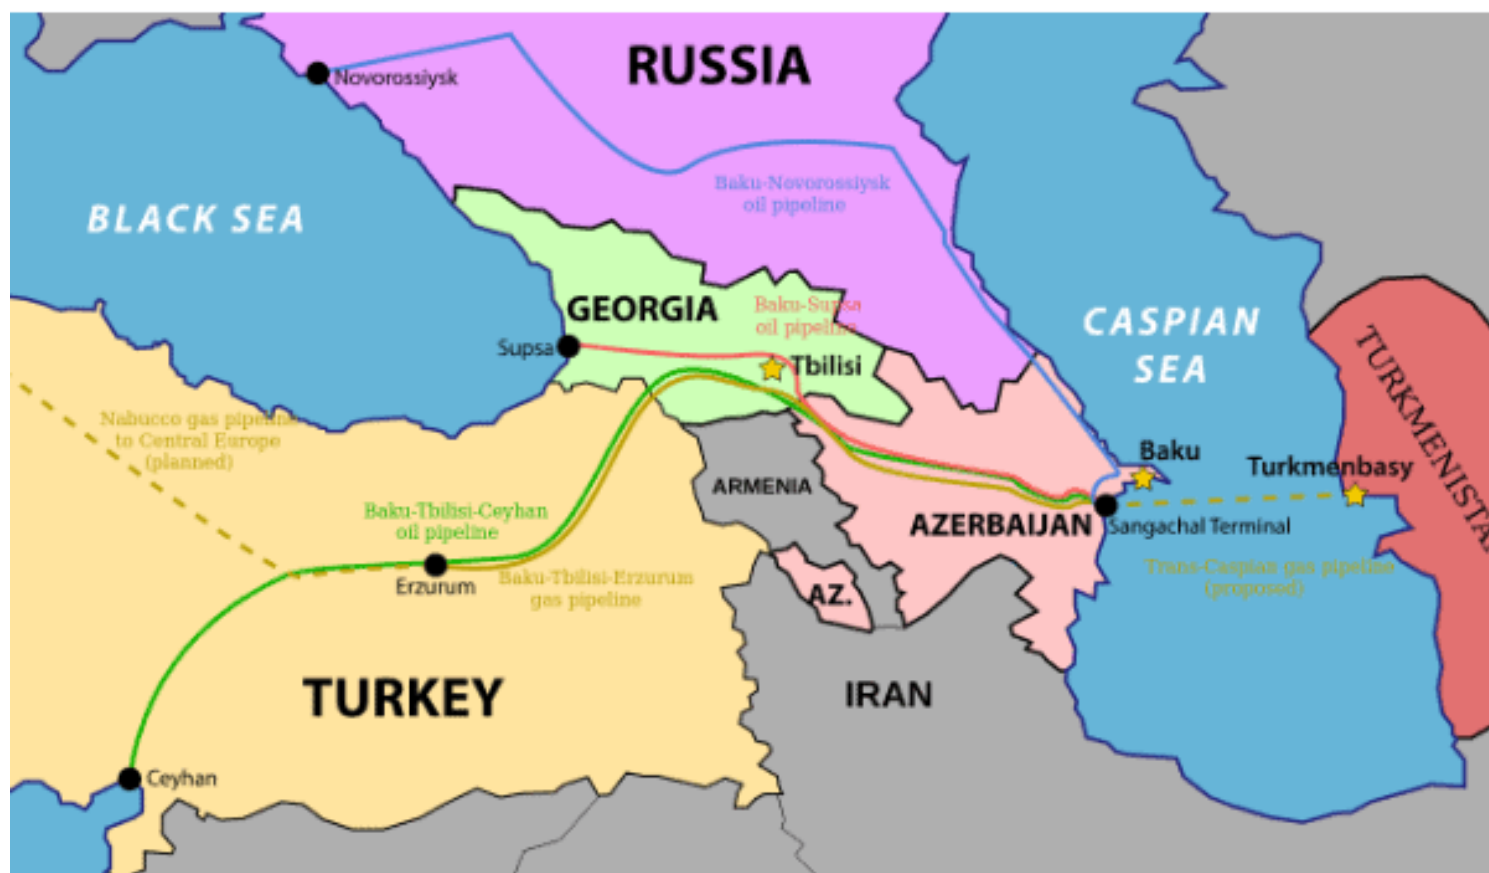 RUSSIA
Novorossiysk
Baku-Novorossiysk
oil pipeline
BLACK SEA
GEORGIA
Baku-Supsa
oil pipeline
Supsa
Tbilisi
CASPIAN
SEA
TURKMENISTA
Nabucco gas pipeline
to Central Europe
(planned)
Baku
Turkmenbasy
ARMENIA
Baku-Tbilisi-Ceyhan
oil pipeline
AZERBAIJAN
Sangachal Terminal
Erzurum
Baku-Tbilisi-Erzurum
gas pipeline
Trans-Caspian gas pipeline
(proposed)
AZ.
TURKEY
IRAN
Ceyhan